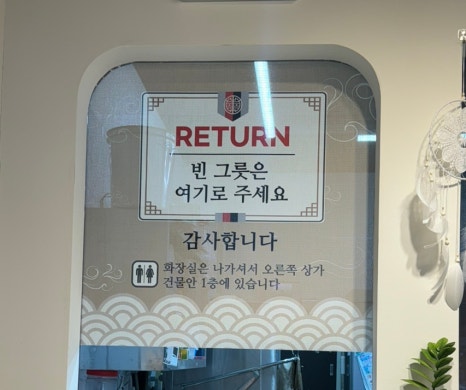 RETURN
빈 그릇은
여기로 주세요
감사합니다
화장실은 나가셔서 오른쪽 상가
건물안 1층에 있습니다